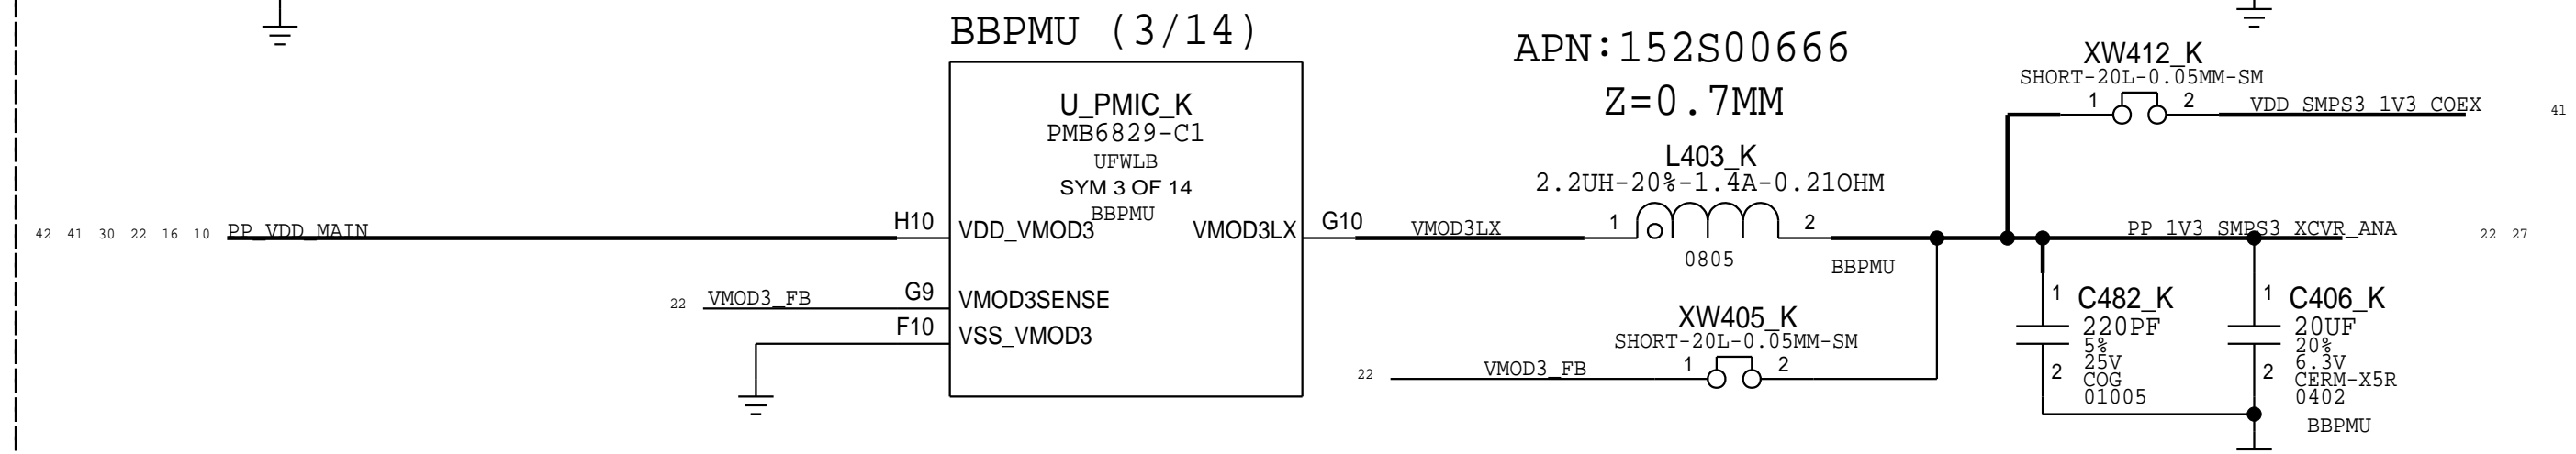 BBPMU (3/14)
U_PMIC_K
PMB6829-C1
UFWLB
SYM 3 OF 14
BBPMU
42 41 30 22 16 10 PP_VDD_MAIN
H10 VDD_VMOD3
VMOD3LX G10
22 VMOD3_FB
G9 VMOD3SENSE
F10 VSS_VMOD3
APN:152S00666
Z=0.7MM
L403_K
2.2UH-20%-1.4A-0.21OHM
VMOD3LX
1 2
0805
BBPMU
XW412_K
SHORT-20L-0.05MM-SM
1 2
VDD_SMPS3_1V3_COEX 41
PP_1V3_SMPS3_XCVR_ANA 22 27
XW405_K
SHORT-20L-0.05MM-SM
22 VMOD3_FB
1 2
1
C482_K
220PF
5%
25V
2
COG
01005
1
C406_K
20UF
20%
6.3V
2
CERM-X5R
0402
BBPMU